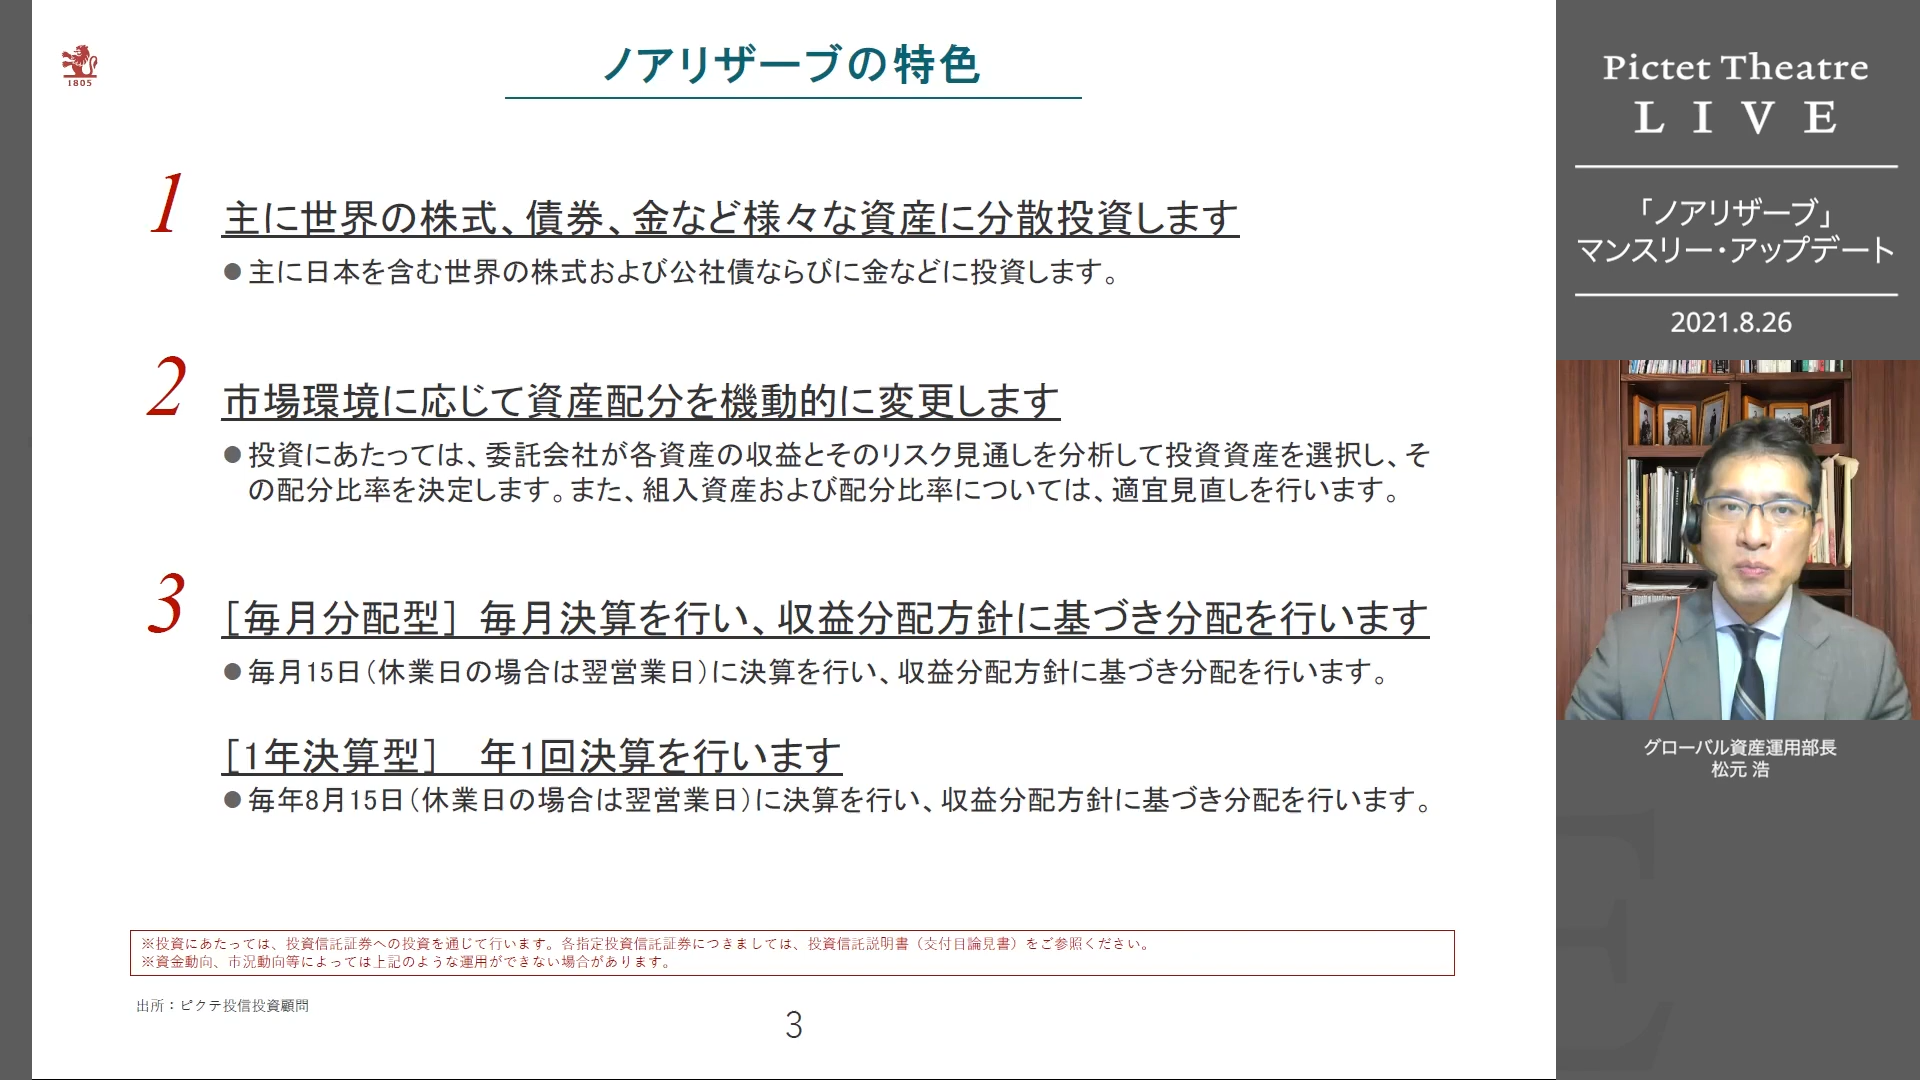 1805
ノアリザーブの特色
1
主に世界の株式、債券、金など様々な資産に分散投資します
●主に日本を含む世界の株式および公社債ならびに金などに投資します。
2
市場環境に応じて資産配分を機動的に変更します
●投資にあたっては、委託会社が各資産の収益とそのリスク見通しを分析して投資資産を選択し、そ
の配分比率を決定します。また、組入資産および配分比率については、適宜見直しを行います。
3
［毎月分配型］ 毎月決算を行い、収益分配方針に基づき分配を行います
●毎月15日（休業日の場合は翌営業日）に決算を行い、収益分配方針に基づき分配を行います。
［1年決算型］　年1回決算を行います
●毎年8月15日（休業日の場合は翌営業日）に決算を行い、収益分配方針に基づき分配を行います。
※投資にあたっては、投資信託証券への投資を通じて行います。各指定投資信託証券につきましては、投資信託説明書（交付目論見書）をご参照ください。
※資金動向、市況動向等によっては上記のような運用ができない場合があります。
出所：ピクテ投信投資顧問
3
Pictet Theatre
LIVE
「ノアリザーブ」
マンスリー・アップデート
2021.8.26
グローバル資産運用部長
松元 浩
E